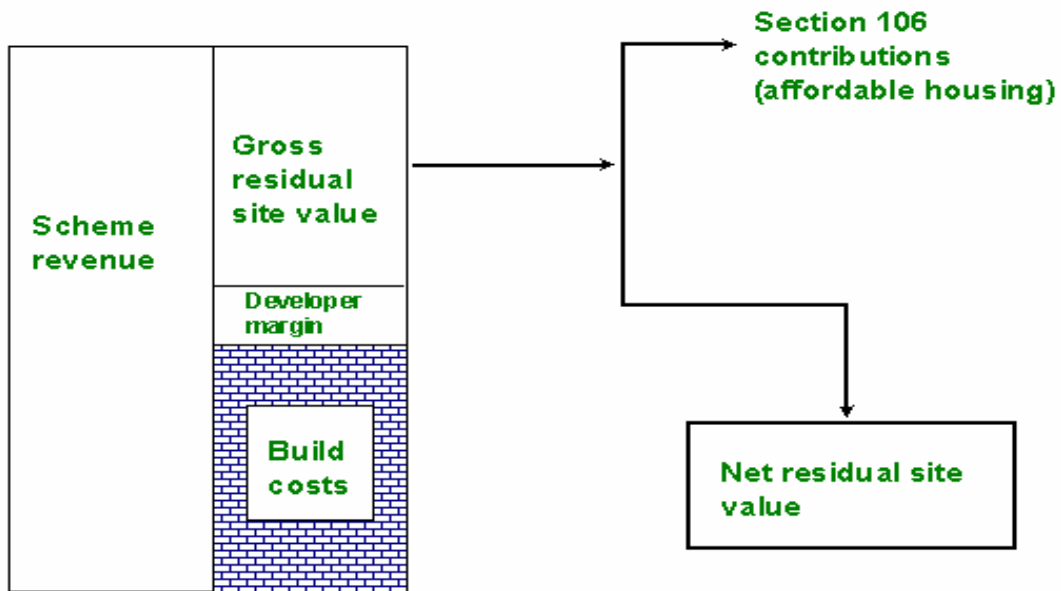 Scheme
revenue
Gross
residual
site value
Developer
margin
Build
costs
Section 106
contributions
(affordable housing)
Net residual site
value